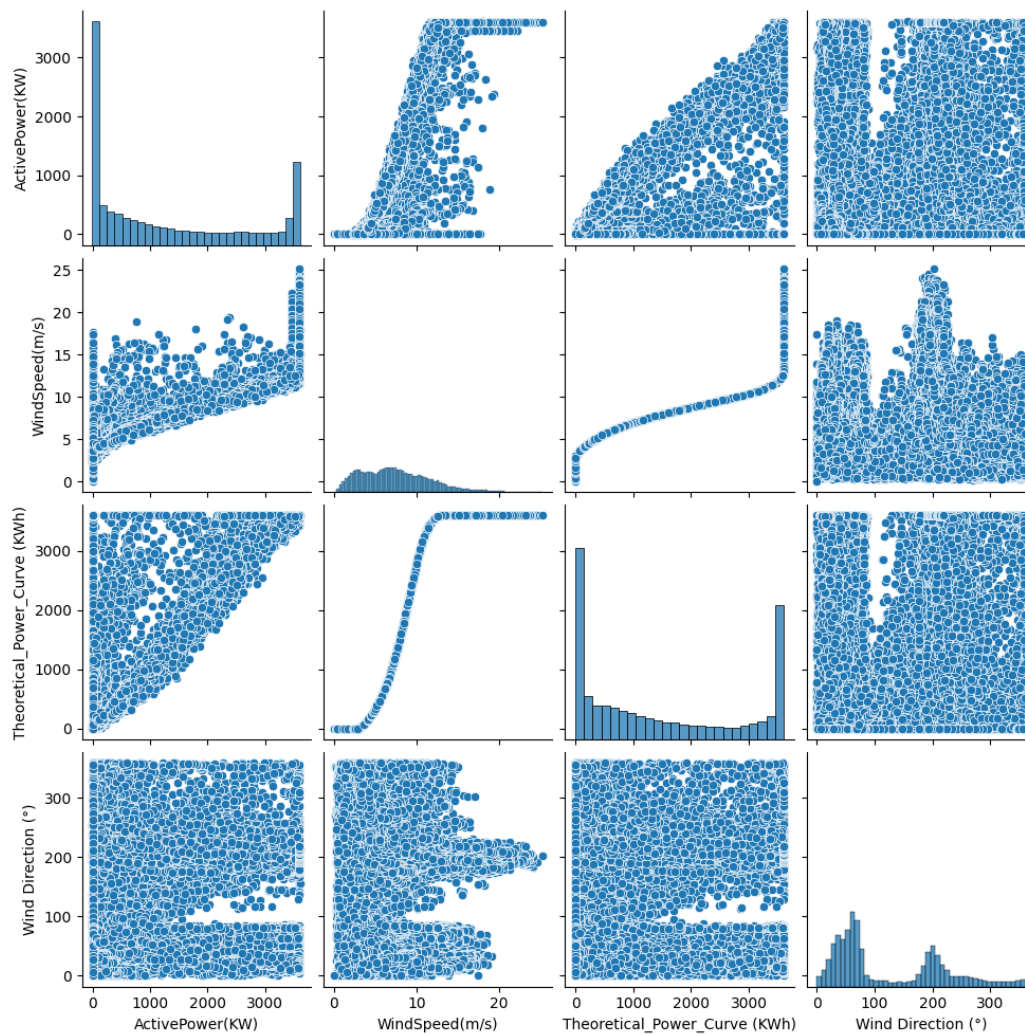 ActivePower(KW)
3000
2000
1000
0
WindSpeed(m/s)
25
20
15
10
5
0
Theoretical_Power_Curve (KWh)
3000
2000
1000
0
Wind Direction (°)
300
200
100
0
0 1000 2000 3000
ActivePower(KW)
0 10 20
WindSpeed(m/s)
0 1000 2000 3000
Theoretical_Power_Curve (KWh)
0 100 200 300
Wind Direction (°)